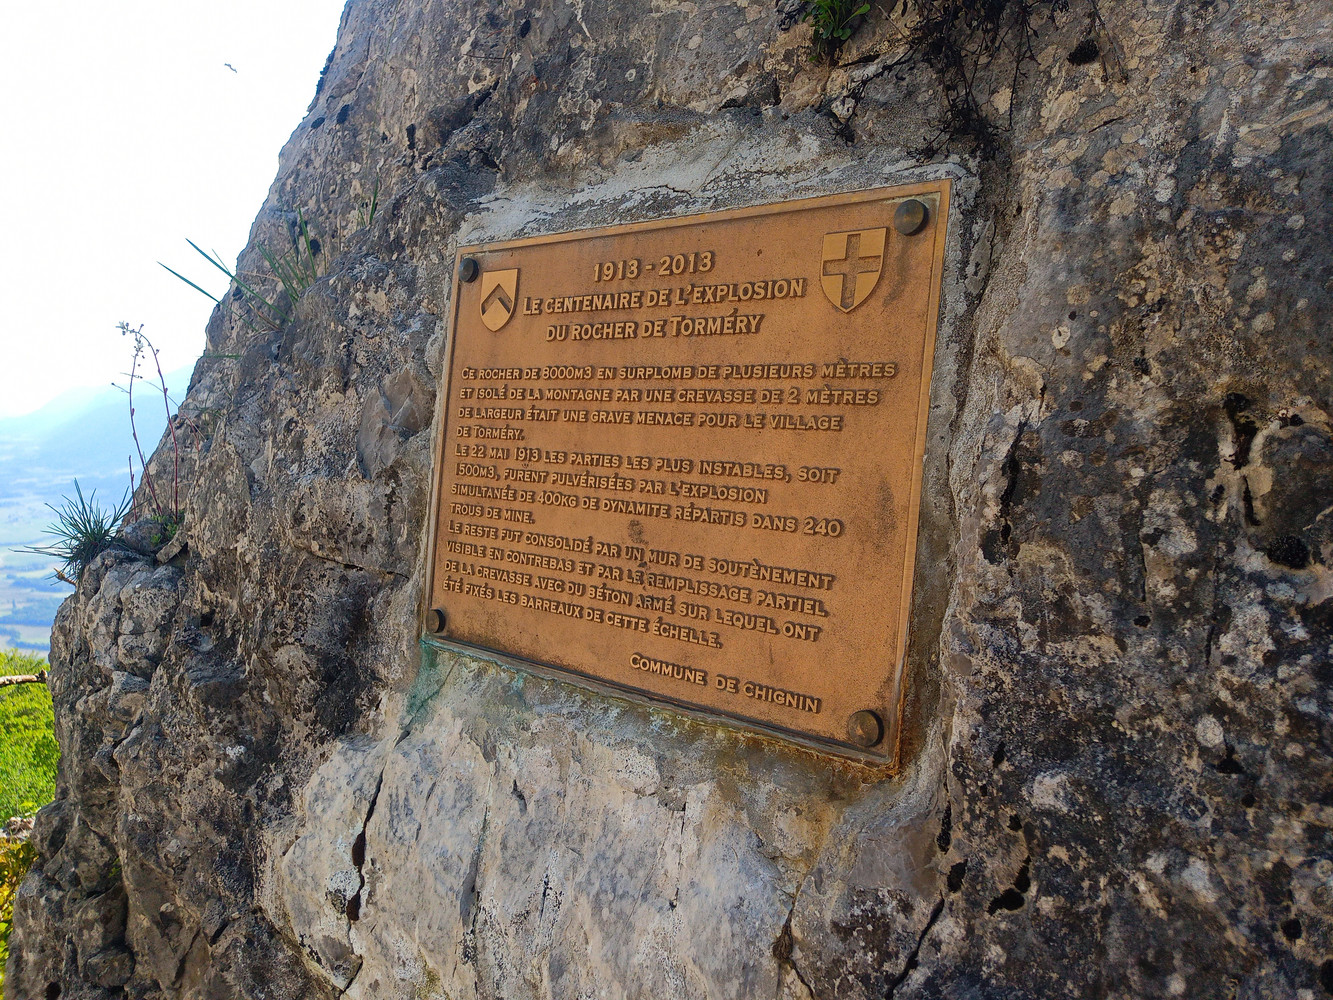 1913 - 2013
LE CENTENAIRE DE L'EXPLOSION
DU ROCHER DE TORMÉRY
CE ROCHER DE 8000M3 EN SURPLOMB DE PLUSIEURS MÈTRES
ET ISOLÉ DE LA MONTAGNE PAR UNE CREVASSE DE 2 MÈTRES
DE LARGEUR ÉTAIT UNE GRAVE MENACE POUR LE VILLAGE
DE TORMÉRY.
LE 22 MAI 1913 LES PARTIES LES PLUS INSTABLES, SOIT
1500M3, FURENT PULVÉRISÉES PAR L'EXPLOSION
SIMULTANÉE DE 400KG DE DYNAMITE RÉPARTIS DANS 240
TROUS DE MINE.
LE RESTE FUT CONSOLIDÉ PAR UN MUR DE SOUTÈNEMENT
VISIBLE EN CONTREBAS ET PAR LE REMPLISSAGE PARTIEL
DE LA CREVASSE AVEC DU BÉTON ARMÉ SUR LEQUEL ONT
ÉTÉ FIXÉS LES BARREAUX DE CETTE ÉCHELLE.
COMMUNE DE CHIGNIN